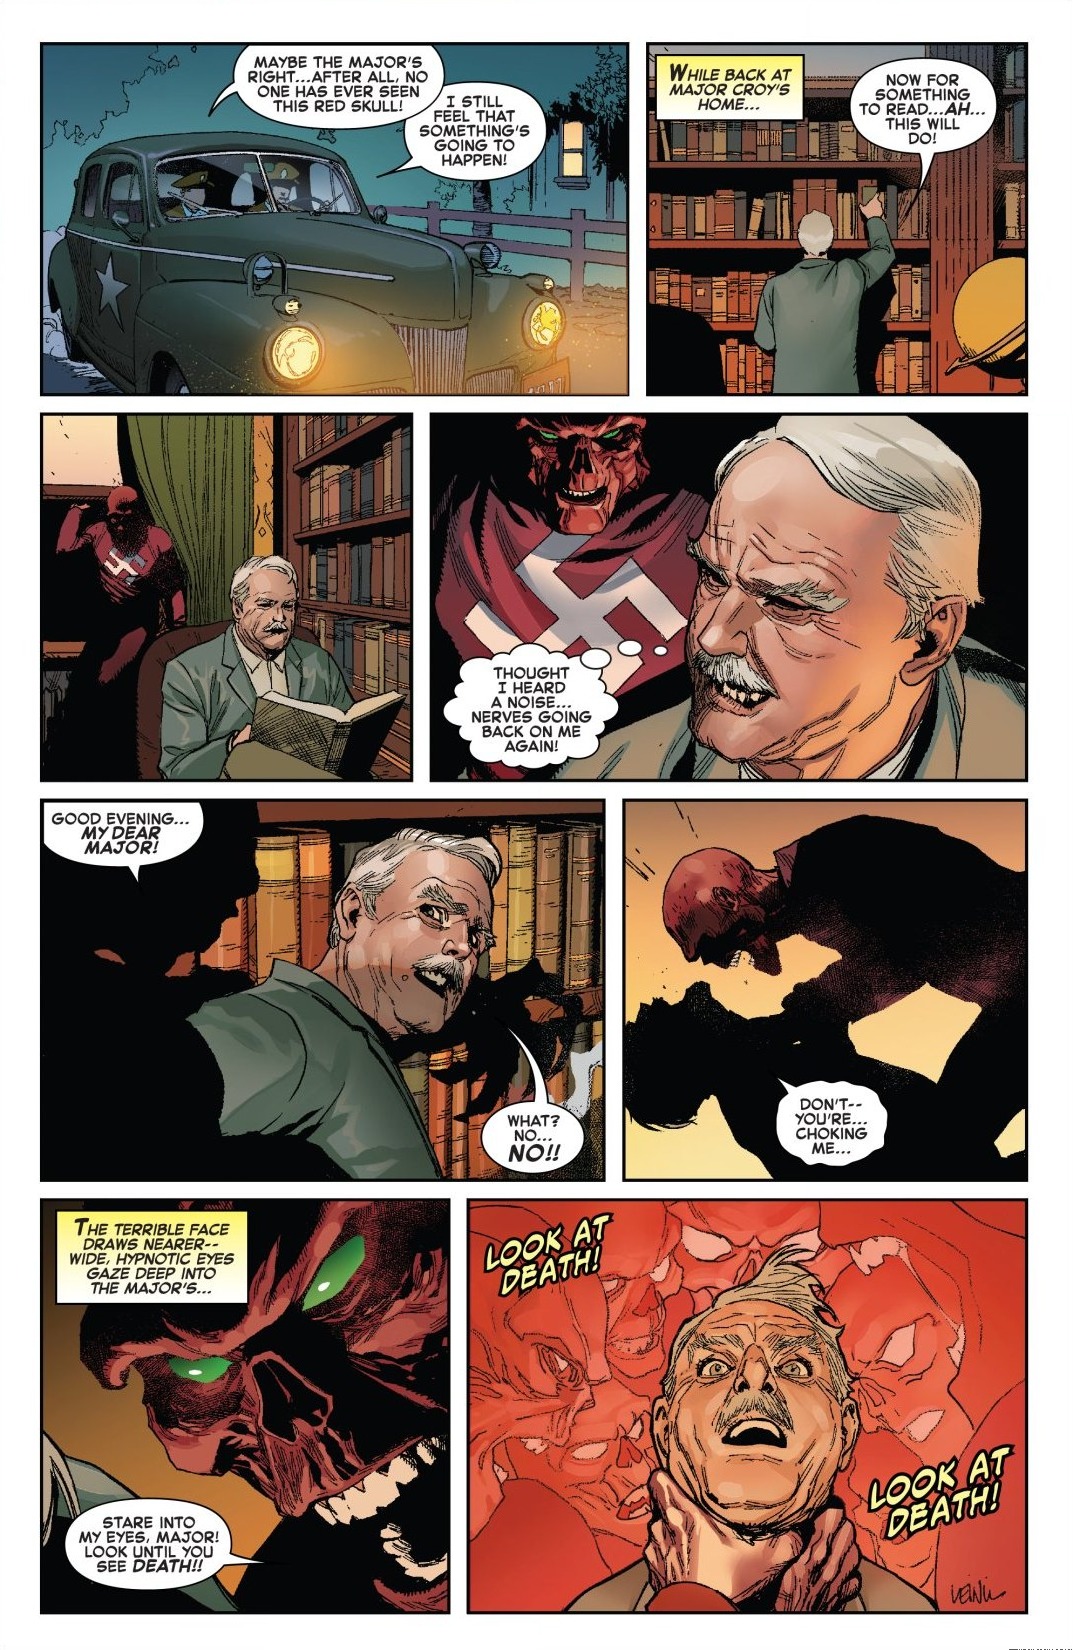 MAYBE THE MAJOR'S
RIGHT...AFTER ALL, NO
ONE HAS EVER SEEN
THIS RED SKULL!
I STILL
FEEL THAT
SOMETHING'S
GOING TO
HAPPEN!
WHILE BACK AT
MAJOR CROY'S
HOME...
NOW FOR
SOMETHING
TO READ...AH...
THIS WILL
DO!
THOUGHT
I HEARD
A NOISE...
NERVES GOING
BACK ON ME
AGAIN!
GOOD EVENING...
MY DEAR
MAJOR!
WHAT?
NO...
NO!!
DON'T--
YOU'RE...
CHOKING
ME...
THE TERRIBLE FACE
DRAWS NEARER--
WIDE, HYPNOTIC EYES
GAZE DEEP INTO
THE MAJOR'S...
STARE INTO
MY EYES, MAJOR!
LOOK UNTIL YOU
SEE DEATH!!
LOOK AT
DEATH!
LOOK AT
DEATH!